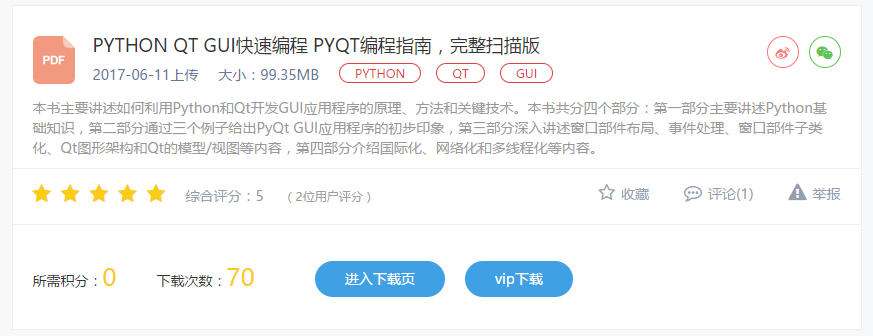 PDF
PYTHON QT GUI快速编程 PYQT编程指南，完整扫描版
2017-06-11上传 大小：99.35MB PYTHON QT GUI
本书主要讲述如何利用Python和Qt开发GUI应用程序的原理、方法和关键技术。本书共分四个部分：第一部分主要讲述Python基
础知识，第二部分通过三个例子给出PyQt GUI应用程序的初步印象，第三部分深入讲述窗口部件布局、事件处理、窗口部件子类
化、Qt图形架构和Qt的模型/视图等内容，第四部分介绍国际化、网络化和多线程化等内容。
综合评分：5 （2位用户评分） 收藏 评论(1) 举报
所需积分：0 下载次数：70 进入下载页 vip下载